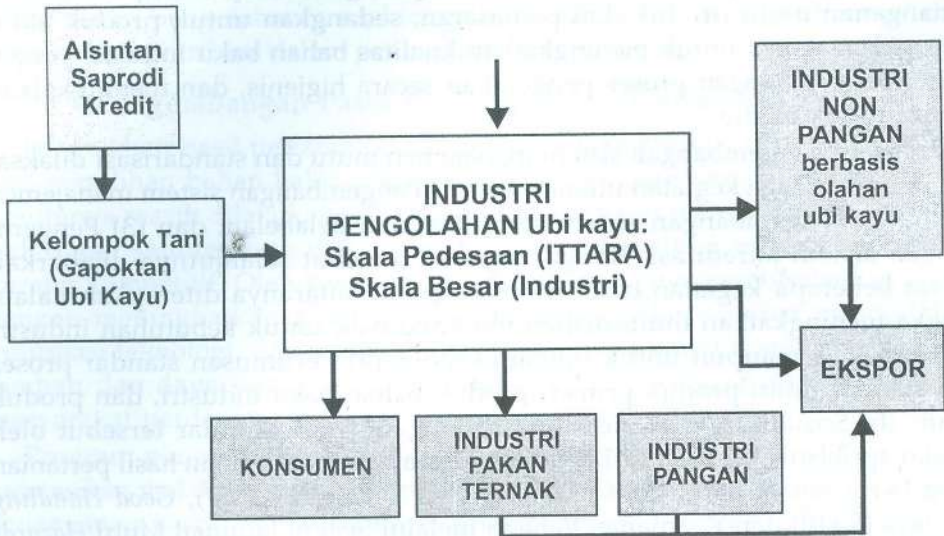 Alsintan
Saprodi
Kredit
Kelompok Tani
(Gapoktan
Ubi Kayu)
INDUSTRI
PENGOLAHAN Ubi kayu:
Skala Pedesaan (ITTARA)
Skala Besar (Industri)
INDUSTRI
NON
PANGAN
berbasis
olahan
ubi kayu
EKSPOR
KONSUMEN
INDUSTRI
PAKAN
TERNAK
INDUSTRI
PANGAN